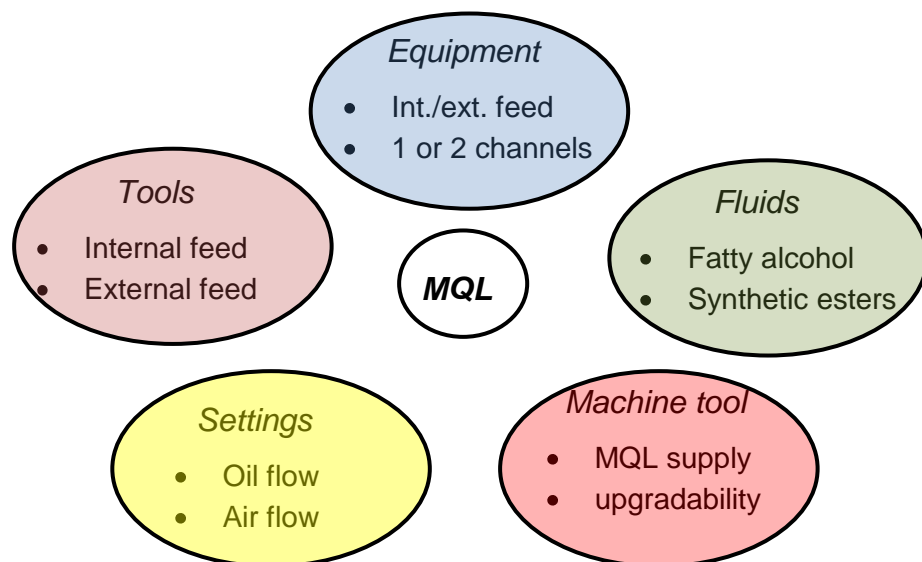 Equipment
• Int./ext. feed
• 1 or 2 channels
Tools
• Internal feed
• External feed
Fluids
• Fatty alcohol
• Synthetic esters
MQL
Settings
• Oil flow
• Air flow
Machine tool
• MQL supply
• upgradability